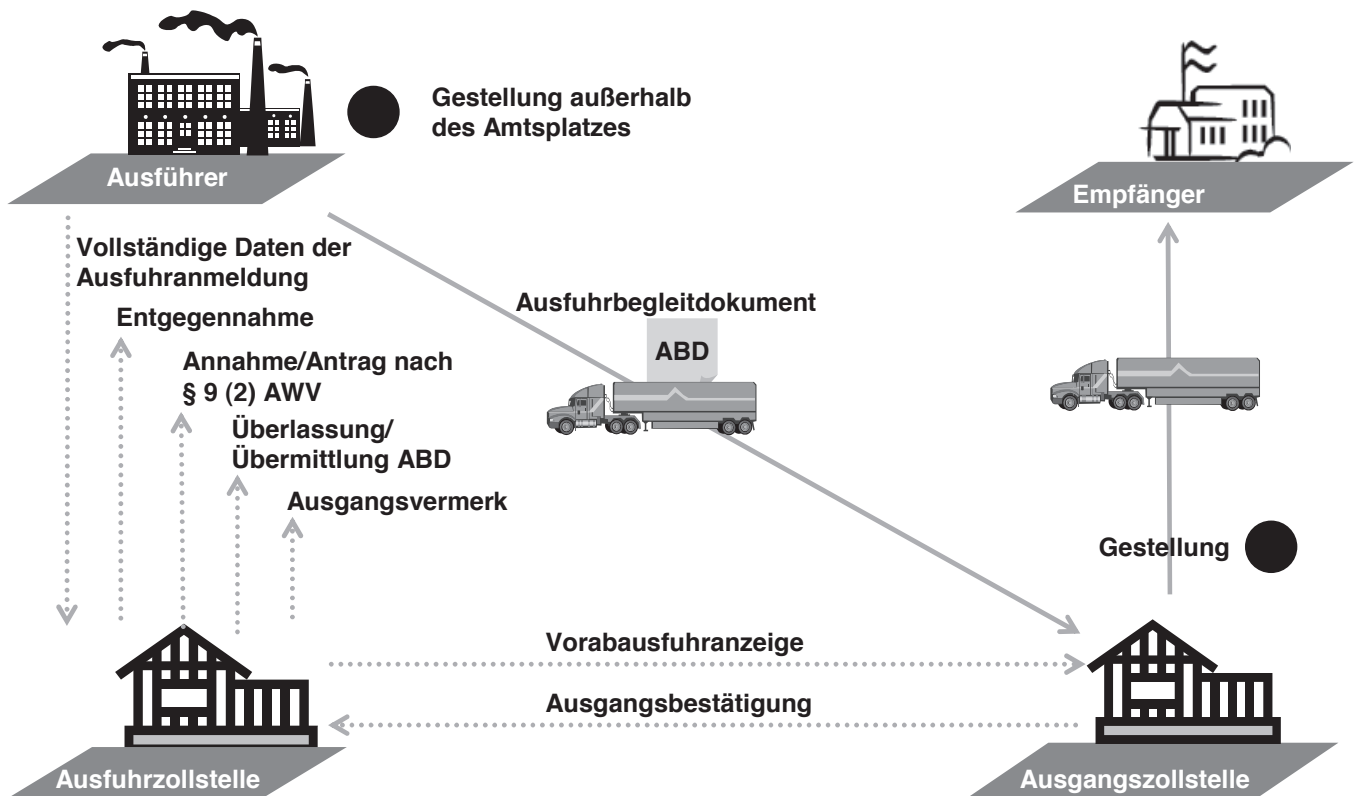 Gestellung außerhalb
des Amtsplatzes
Ausführer
Empfänger
Vollständige Daten der
Ausfuhranmeldung
Entgegennahme
Annahme/Antrag nach
§ 9 (2) AWV
Überlassung/
Übermittlung ABD
Ausgangsvermerk
Ausfuhrbegleitdokument
ABD
Gestellung
Vorabausfuhranzeige
Ausgangsbestätigung
Ausfuhrzollstelle
Ausgangszollstelle